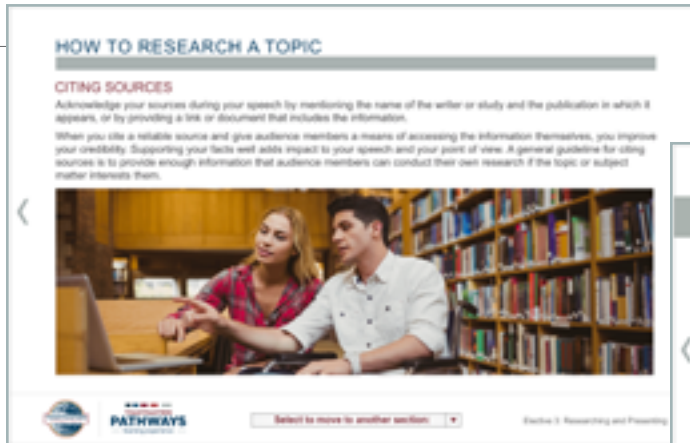 HOW TO RESEARCH A TOPIC
CITING SOURCES
Acknowledge your sources during your speech by mentioning the name of the writer or study and the publication in which it
appears, or by providing a link or document that includes the information.
When you cite a reliable source and give audience members a means of accessing the information themselves, you improve
your credibility. Supporting your facts well adds impact to your speech and your point of view. A general guideline for citing
sources is to provide enough information that audience members can conduct their own research if the topic or subject
matter interests them.
PATHWAYS
Select to move to another section:
Elective 3: Researching and Presenting